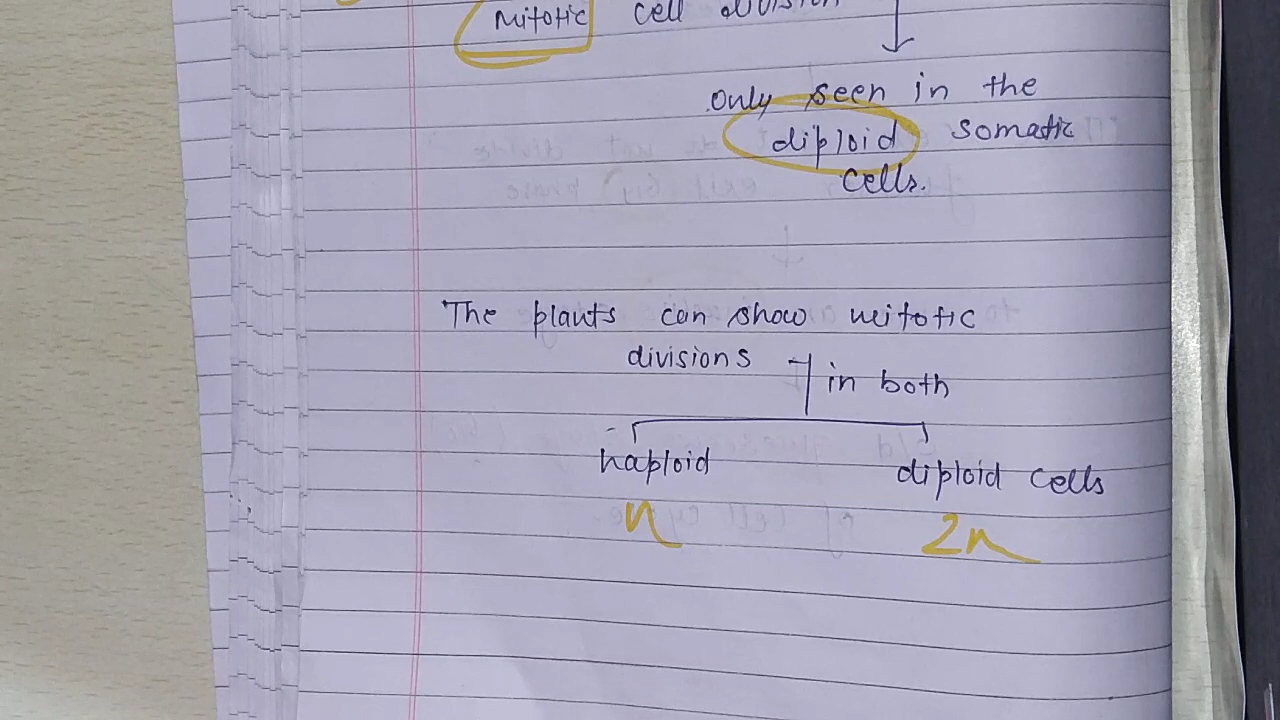 Mitotic cell division
only seen in the
diploid somatic
cells.
The plants can show mitotic
divisions
in both
haploid
diploid cells
n
2n